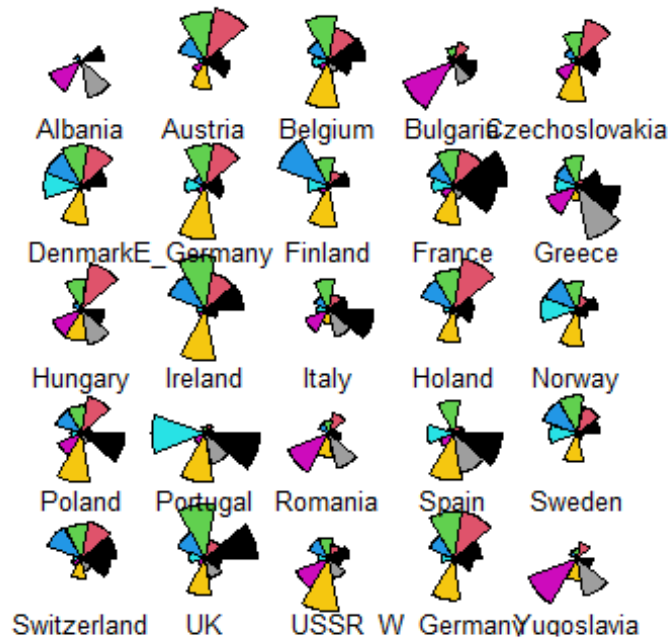 Albania Austria Belgium Bulgaria Czechoslovakia
Denmark E_Germany Finland France Greece
Hungary Ireland Italy Holand Norway
Poland Portugal Romania Spain Sweden
Switzerland UK USSR W_Germany Yugoslavia